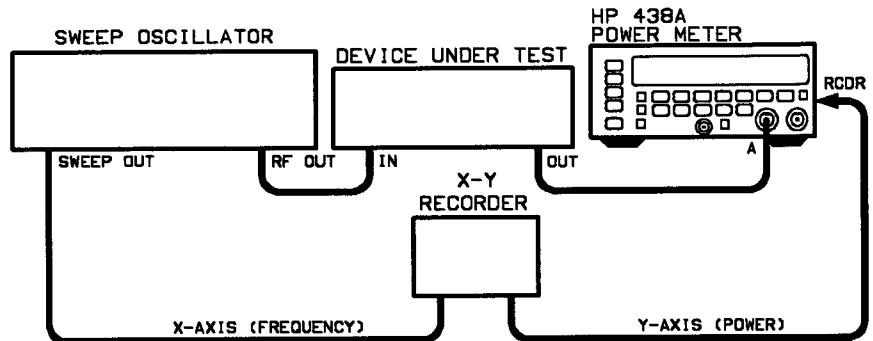 HP 438A
POWER METER
SWEEP OSCILLATOR
DEVICE UNDER TEST
RCDR
SWEEP OUT
RF OUT
IN
OUT
A
X-Y
RECORDER
X-AXIS (FREQUENCY)
Y-AXIS (POWER)